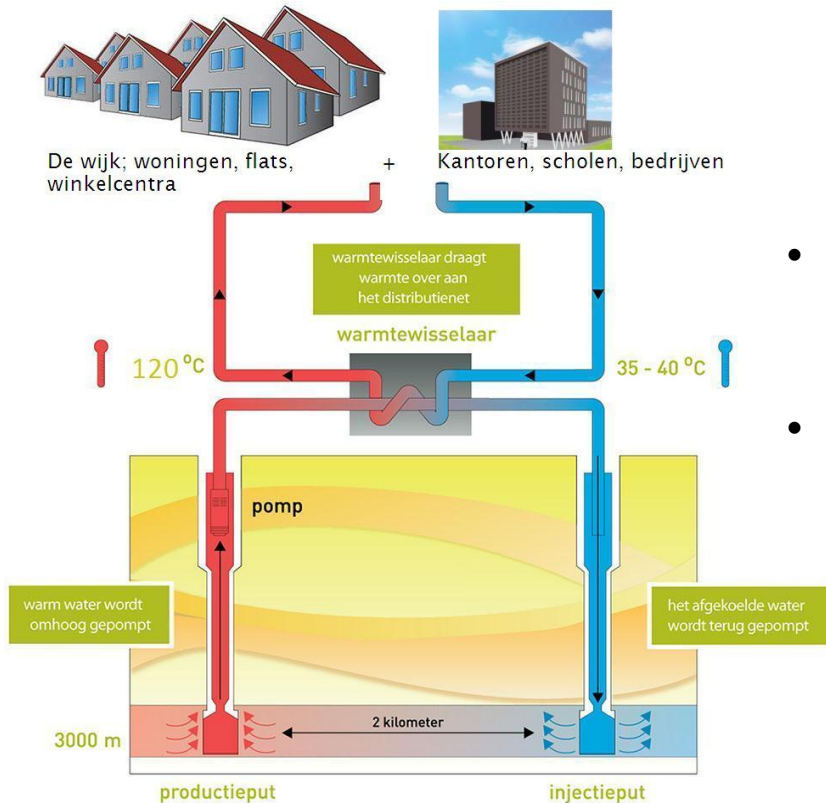 De wijk; woningen, flats,
winkelcentra
+
Kantoren, scholen, bedrijven
warmtewisselaar draagt
warmte over aan
het distributienet
warmtewisselaar
120 °C
35 - 40 °C
pomp
warm water wordt
omhoog gepompt
het afgekoelde water
wordt terug gepompt
2 kilometer
3000 m
productieput
injectieput